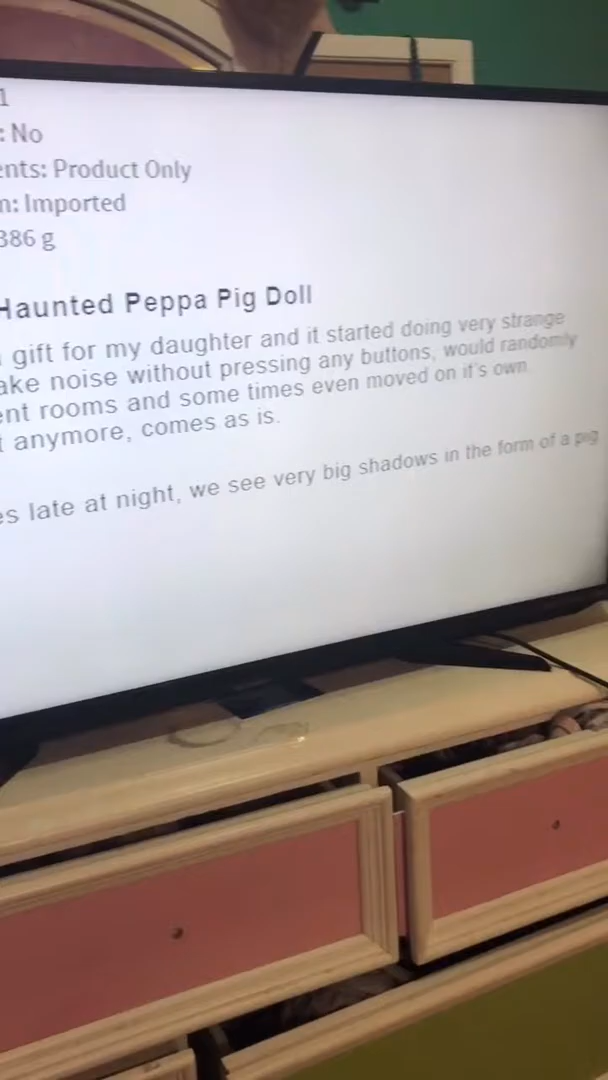 1
: No
ents: Product Only
n: Imported
386 g
Haunted Peppa Pig Doll
gift for my daughter and it started doing very strange
ake noise without pressing any buttons, would randomly
ent rooms and some times even moved on it's own
t anymore, comes as is.
es late at night, we see very big shadows in the form of a pig